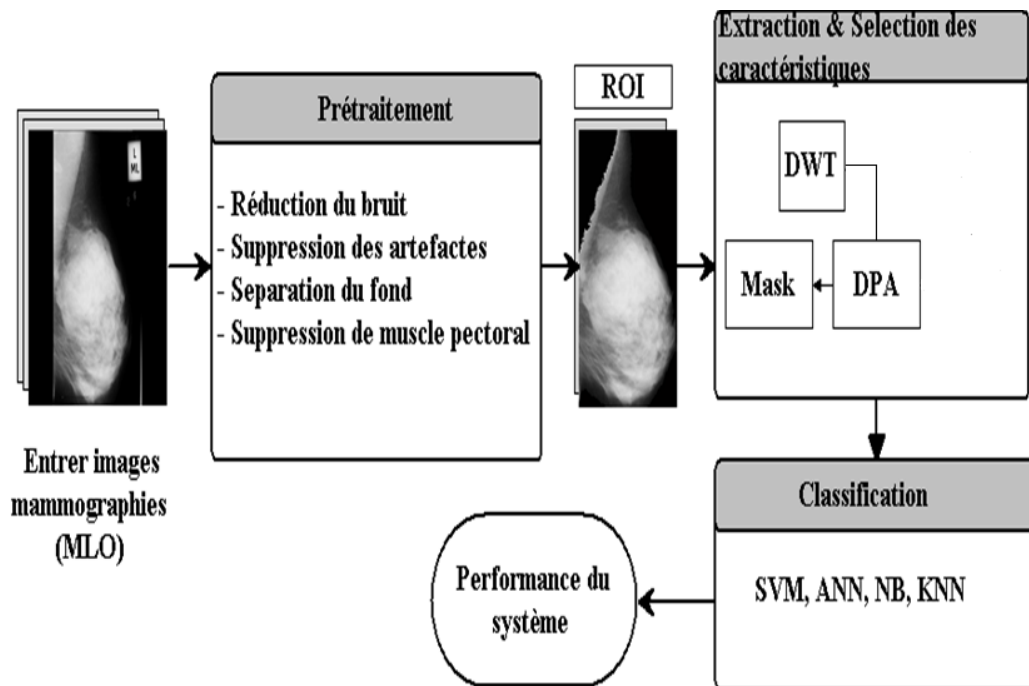 Entrer images
mammographies
(MLO)
L
ML
Prétraitement
- Réduction du bruit
- Suppression des artefactes
- Separation du fond
- Suppression de muscle pectoral
ROI
Extraction & Selection des
caractéristiques
DWT
Mask
DPA
Classification
SVM, ANN, NB, KNN
Performance du
système